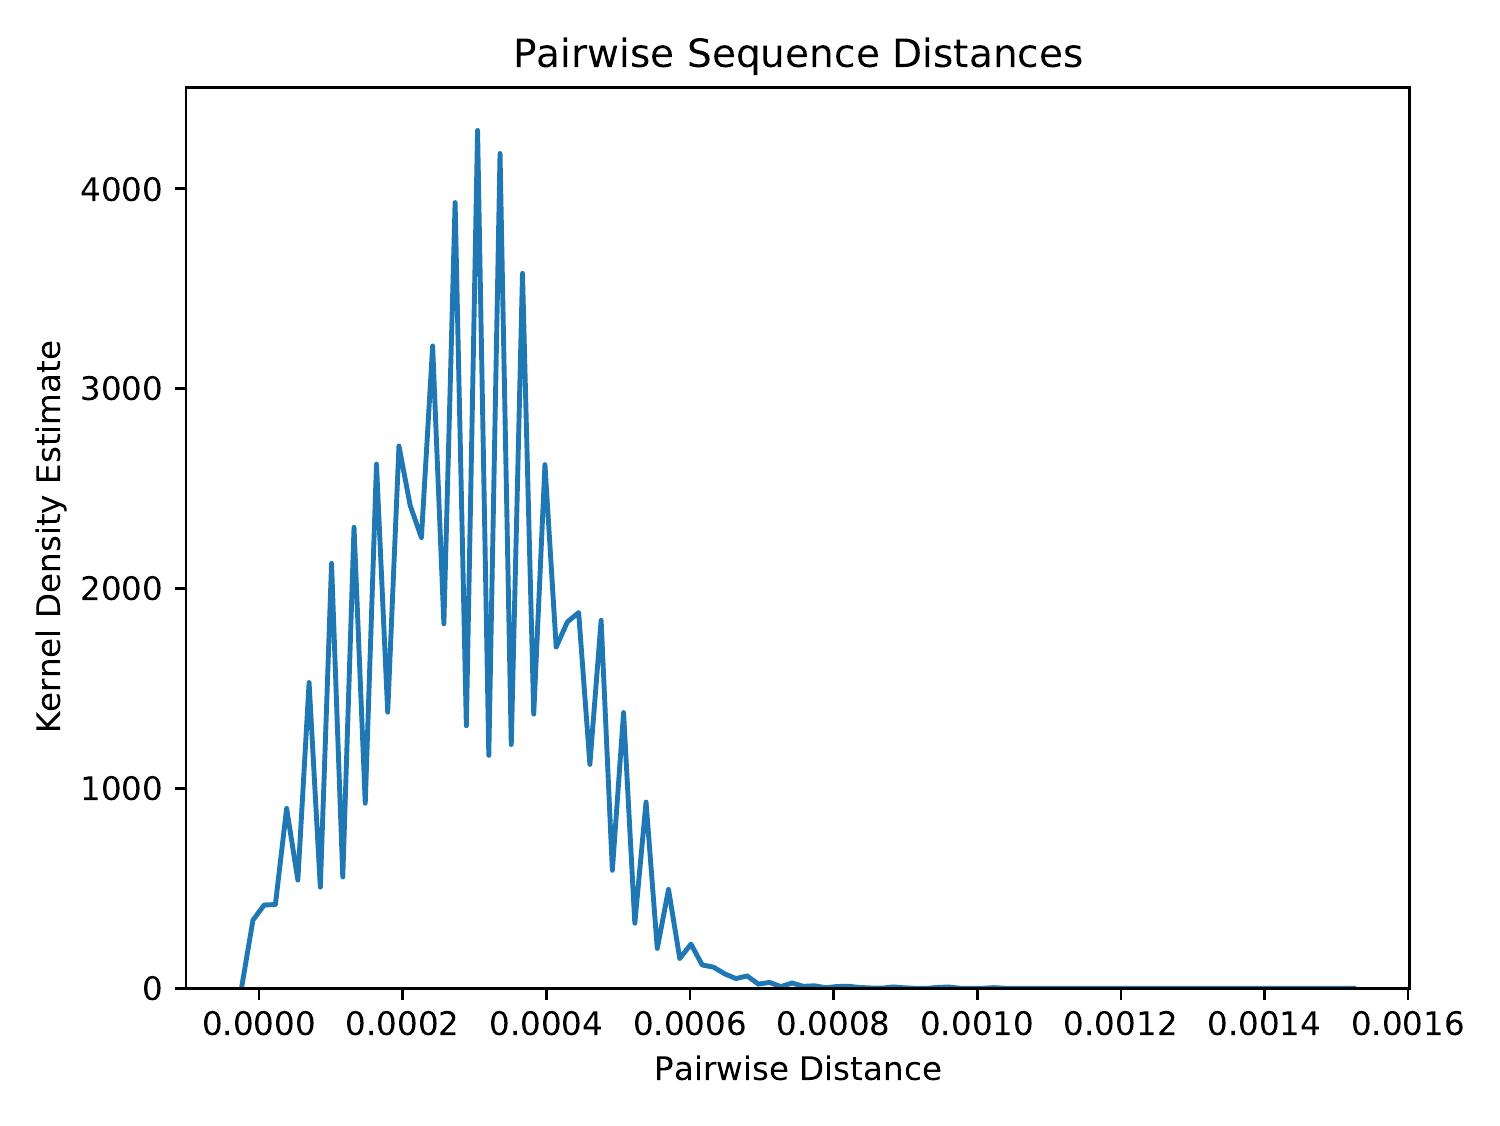 Pairwise Sequence Distances
Kernel Density Estimate
4000
3000
2000
1000
0
0.0000 0.0002 0.0004 0.0006 0.0008 0.0010 0.0012 0.0014 0.0016
Pairwise Distance